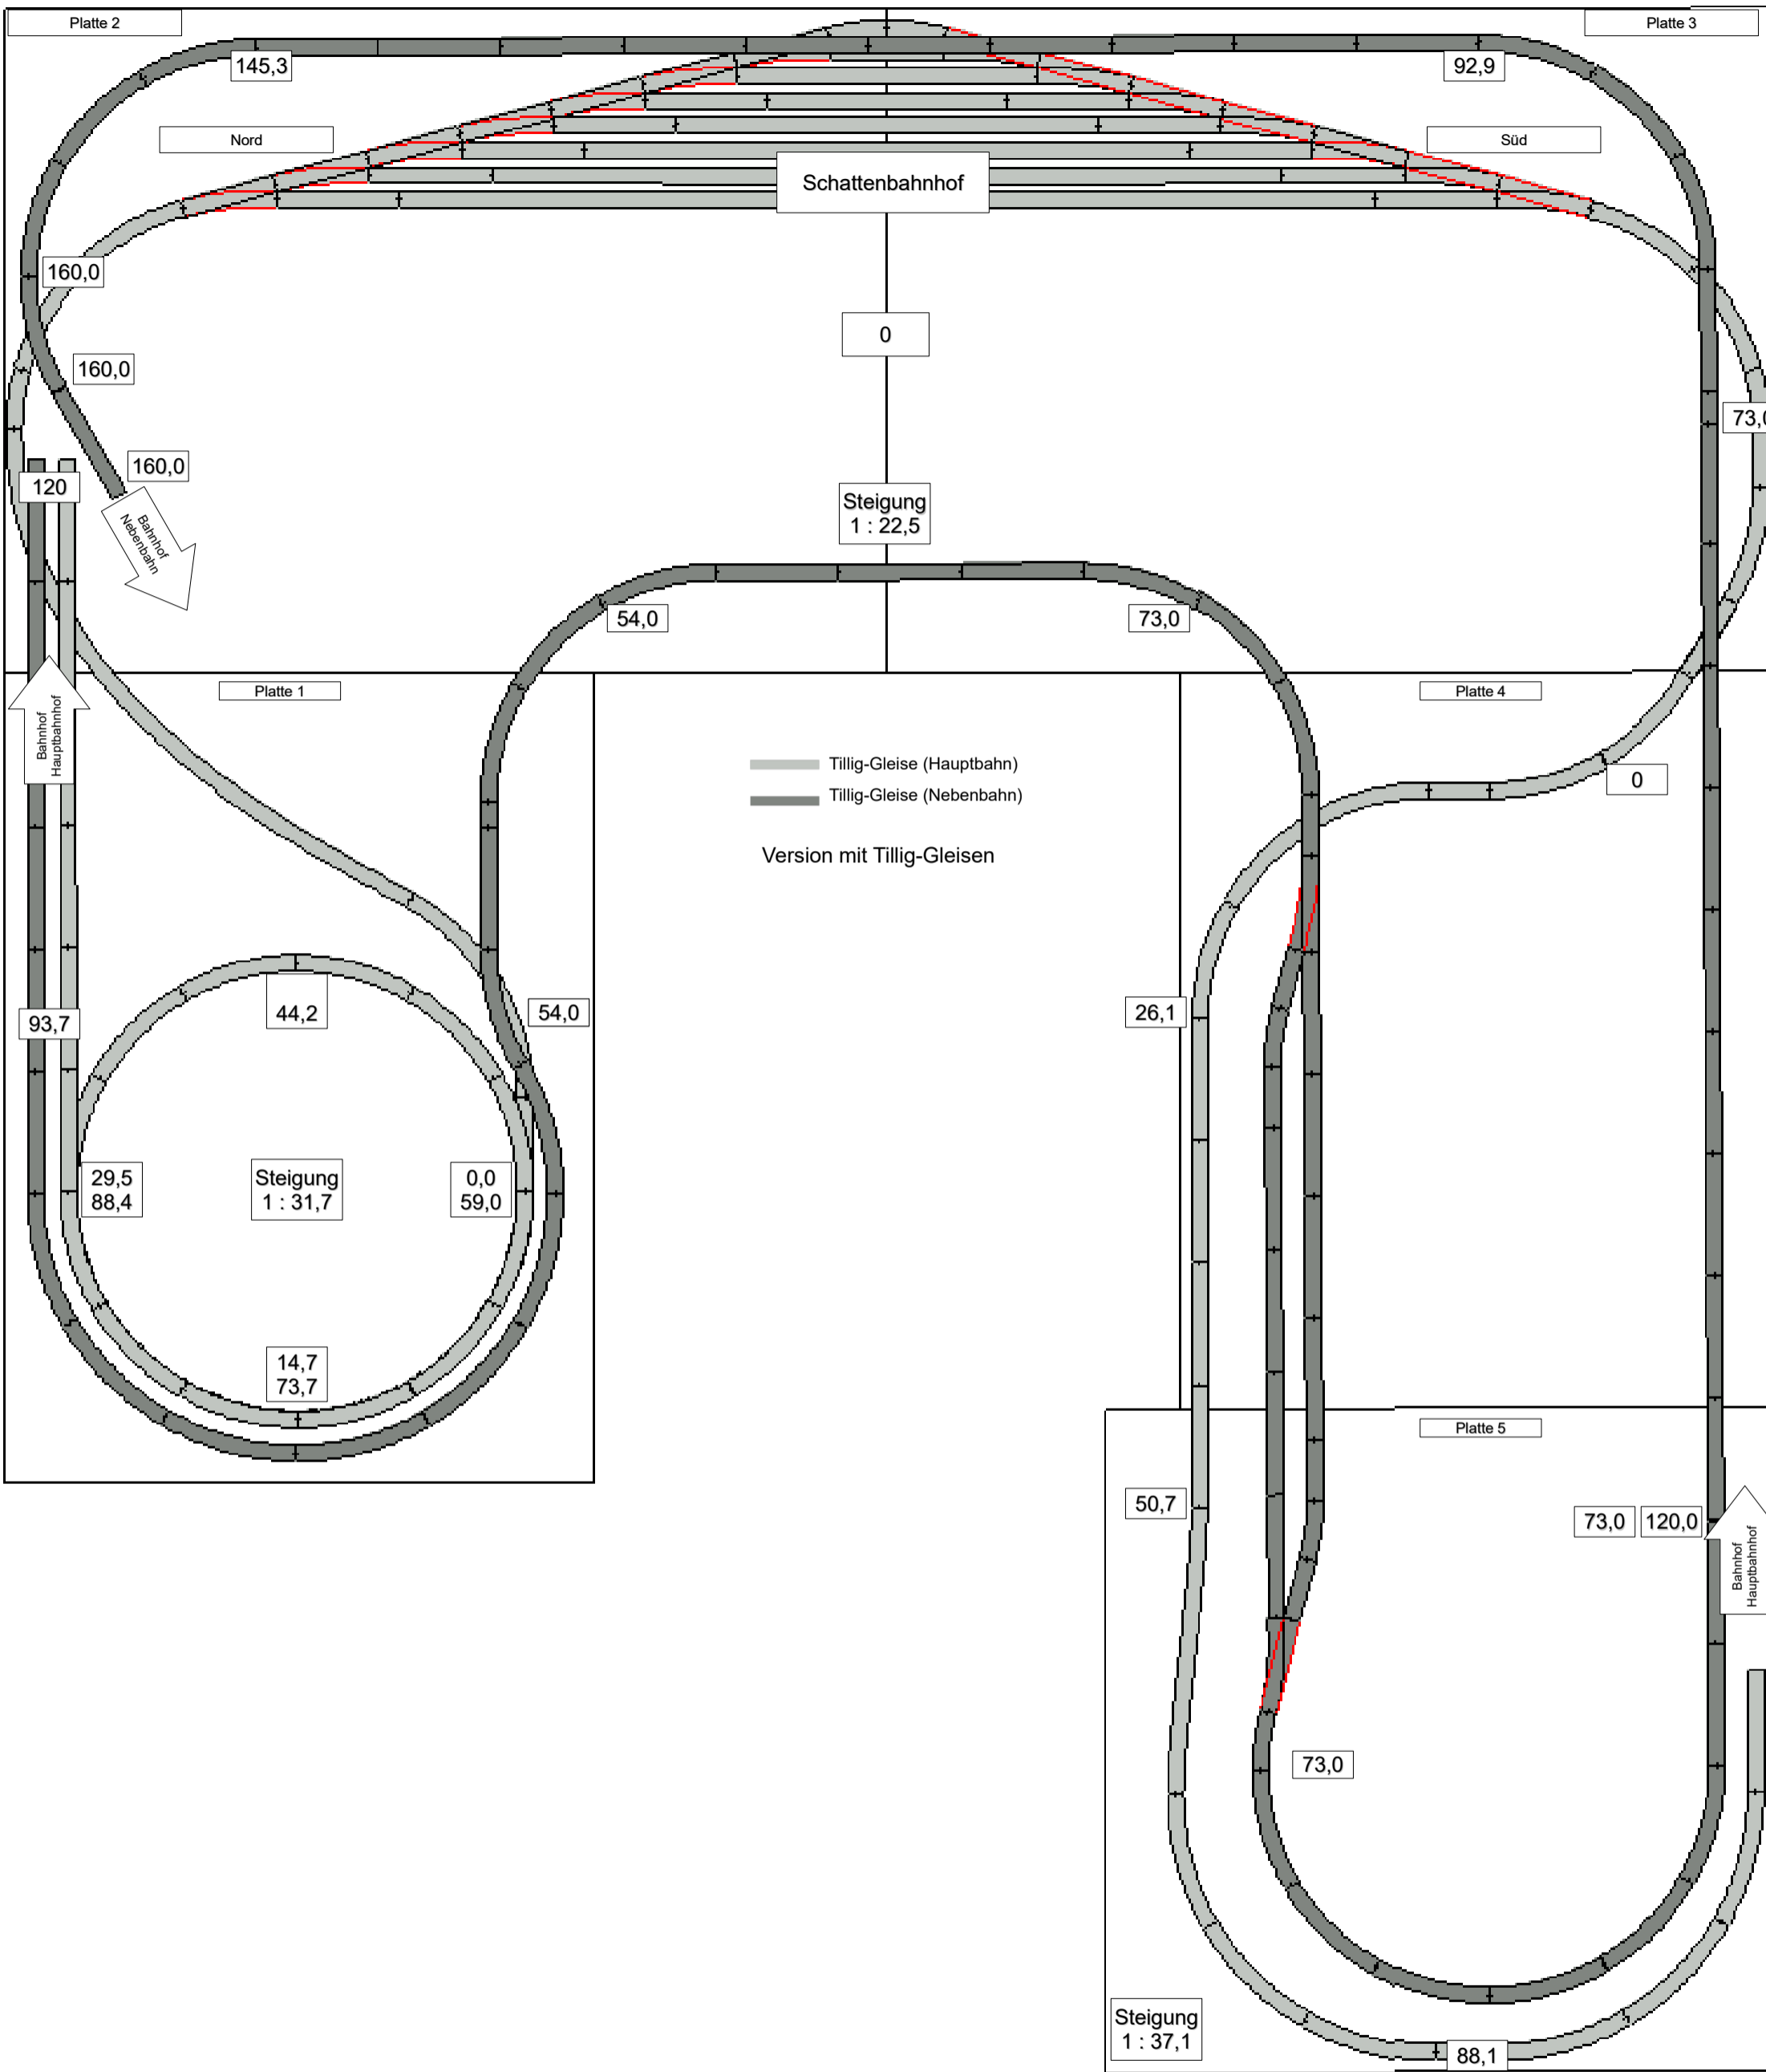 Platte 2
Platte 3
145,3
92,9
Nord
Süd
Schattenbahnhof
160,0
0
160,0
73,0
160,0
120
Steigung
1 : 22,5
Bahnhof
Nebenbahn
54,0
73,0
Platte 1
Platte 4
Bahnhof
Hauptbahnhof
Tillig-Gleise (Hauptbahn)
Tillig-Gleise (Nebenbahn)
0
Version mit Tillig-Gleisen
44,2
54,0
26,1
93,7
29,5
88,4
Steigung
1 : 31,7
0,0
59,0
14,7
73,7
Platte 5
50,7
73,0
120,0
Bahnhof
Hauptbahnhof
73,0
Steigung
1 : 37,1
88,1